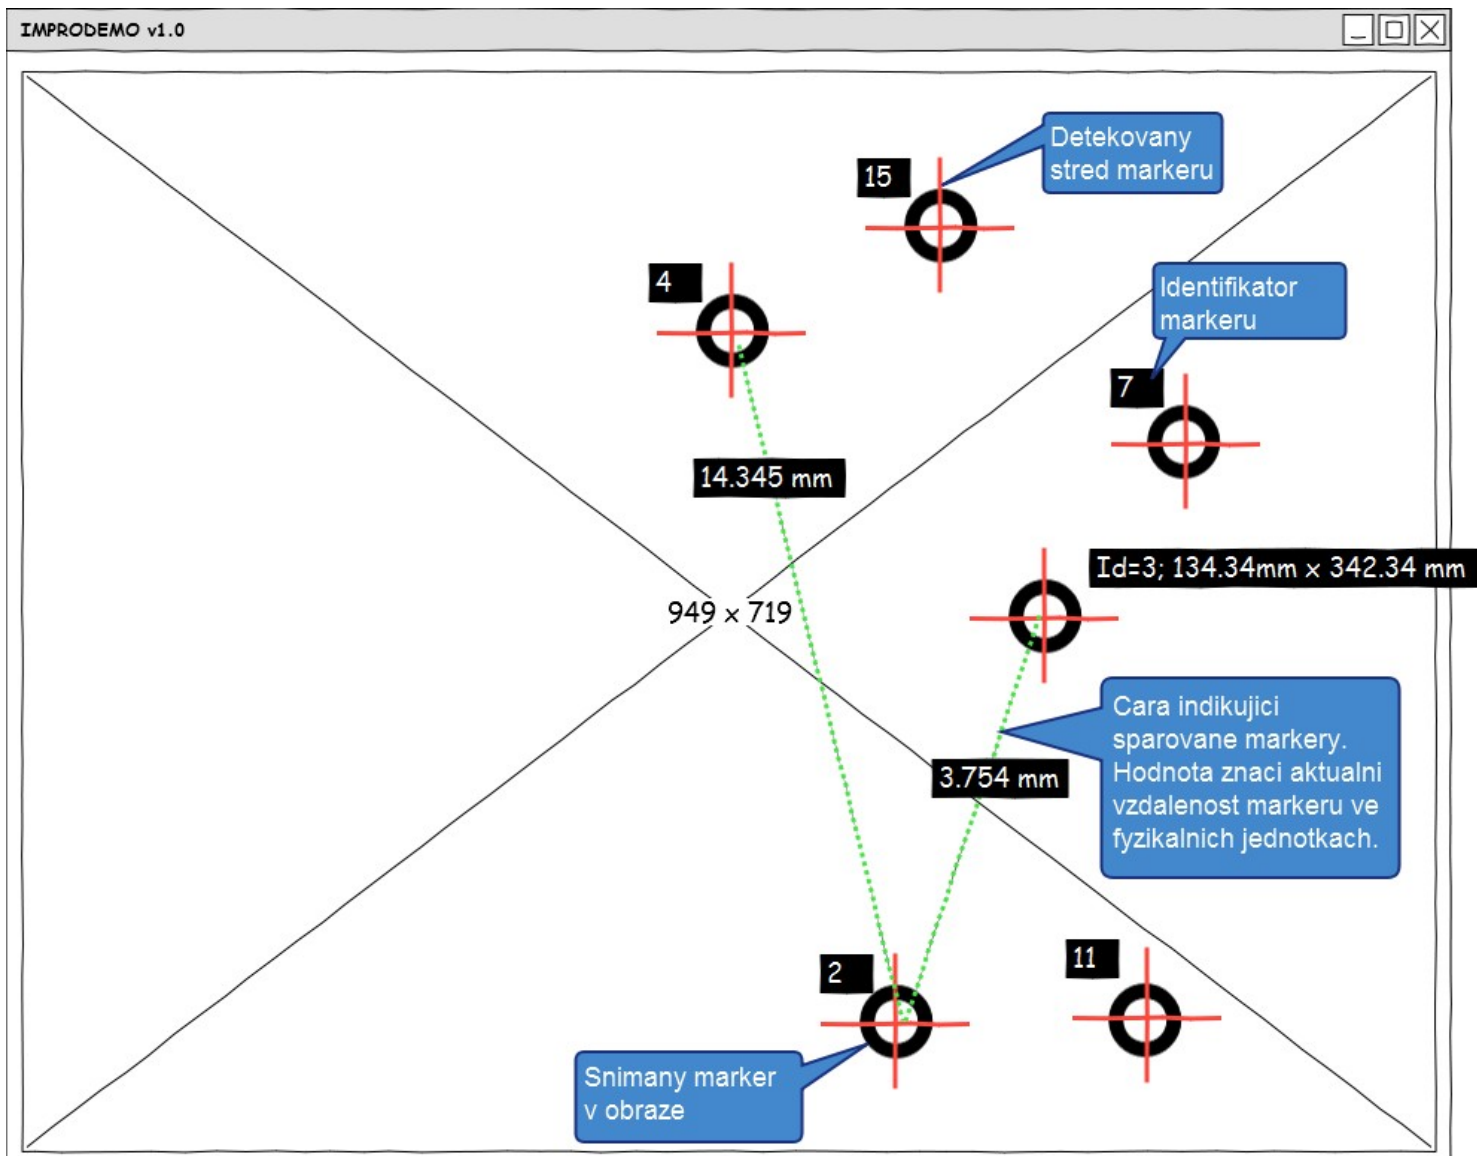 IMPRODEMO v1.0
Detekovany
stred markeru
15
4
Identifikator
markeru
7
14.345 mm
Id=3; 134.34mm x 342.34 mm
949 x 719
Cara indikujici
sparovane markery.
Hodnota znaci aktualni
vzdalenost markeru ve
fyzikalnich jednotkach.
3.754 mm
2
11
Snimany marker
v obraze